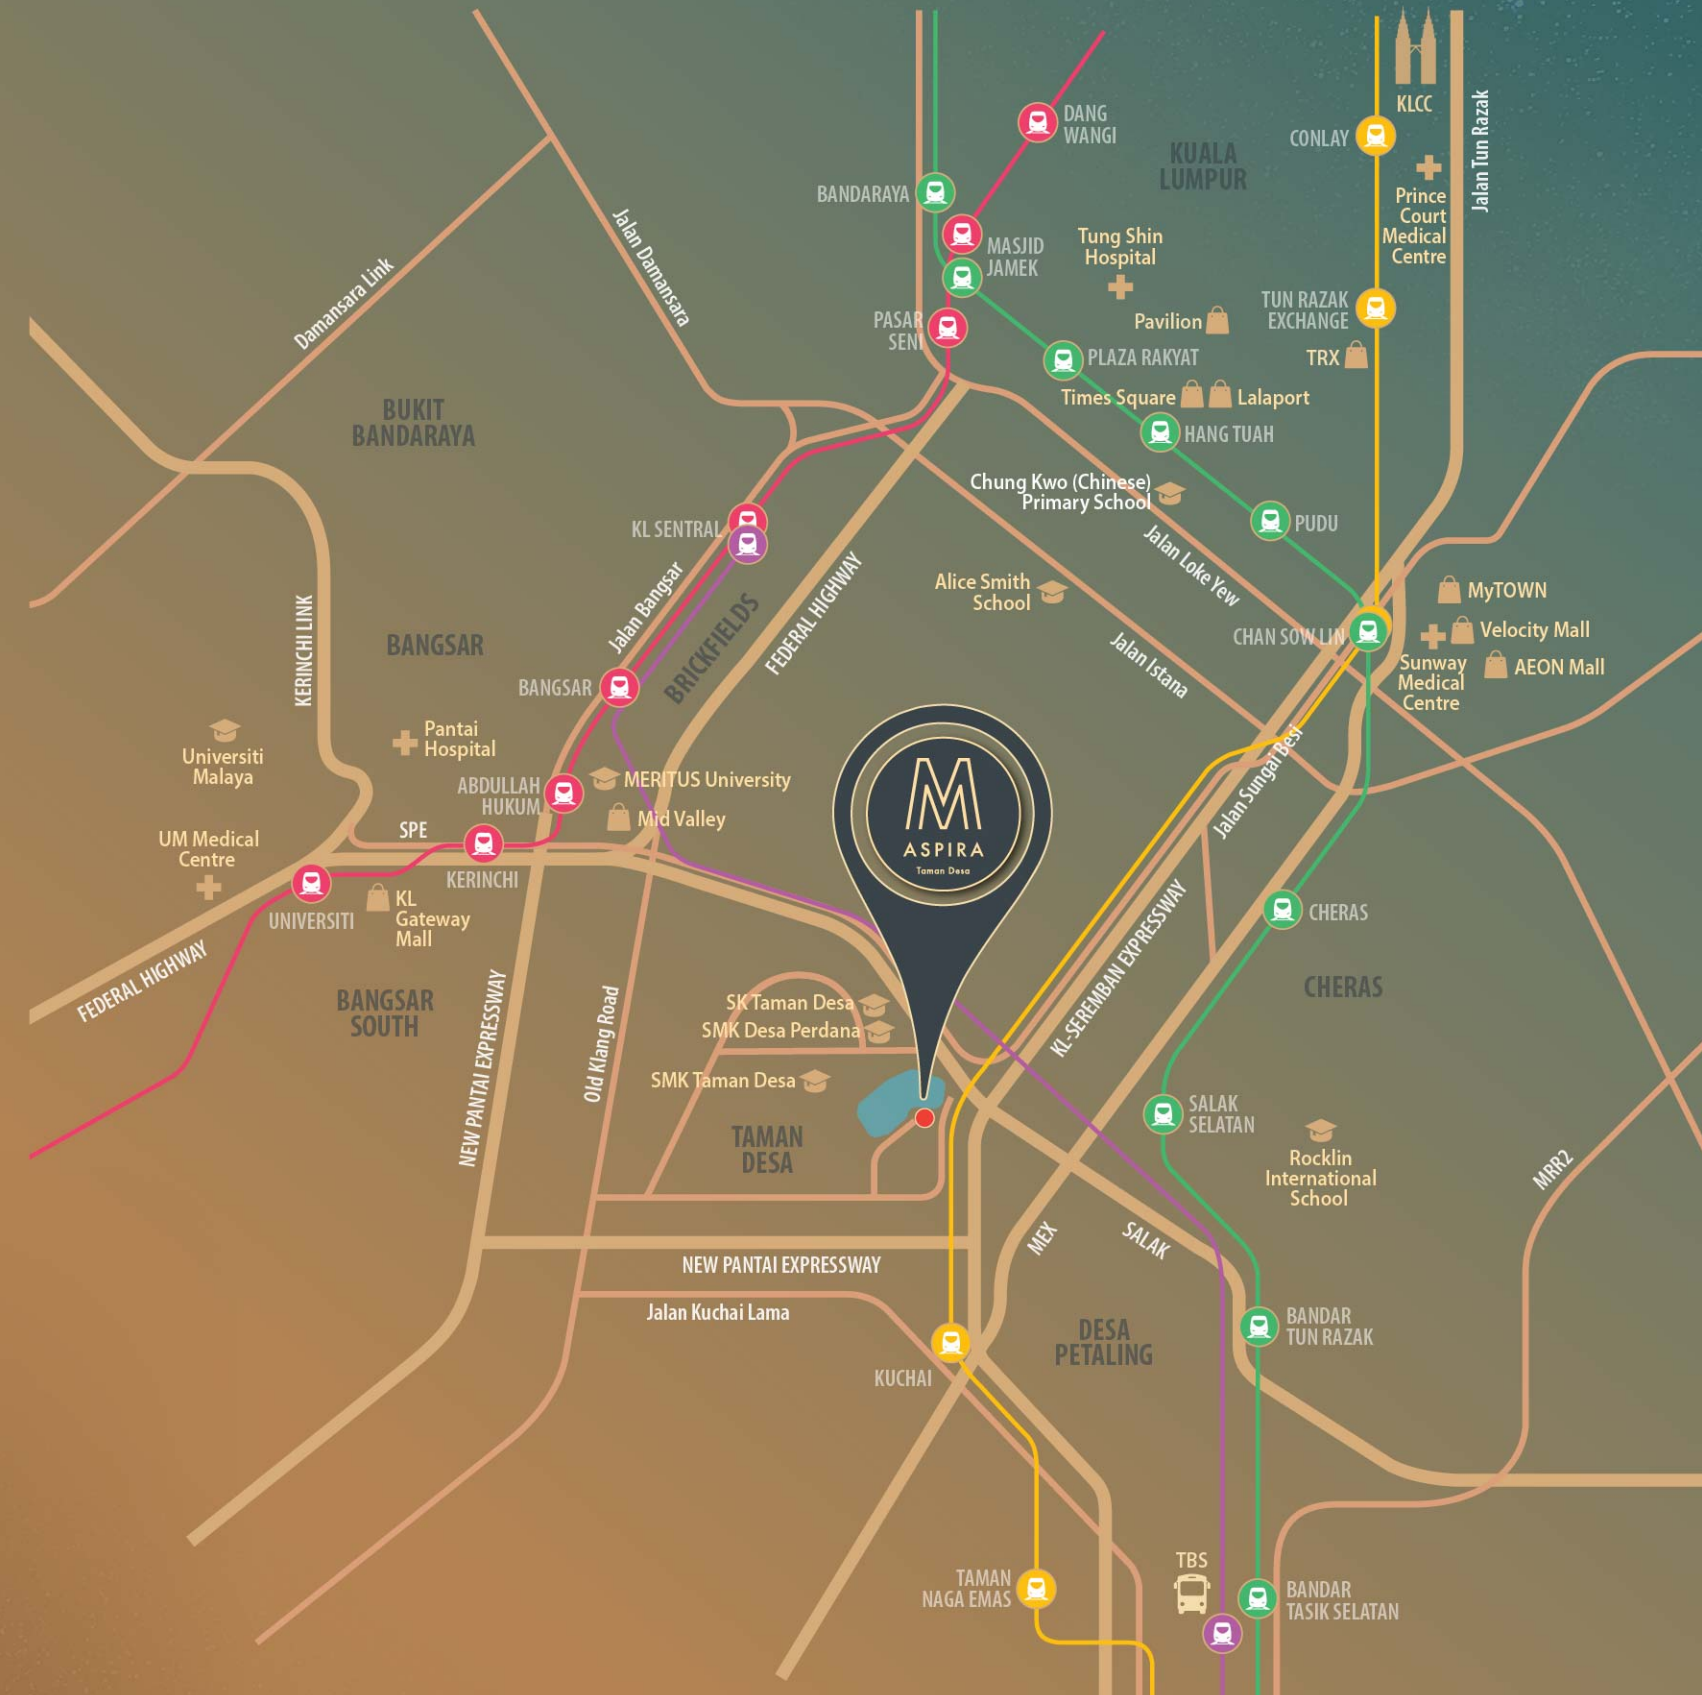 KLCC
DANG
WANGI
CONLAY
Jalan Tun Razak
KUALA
LUMPUR
BANDARAYA
Prince
Court
Medical
Centre
Jalan Damansara
MASJID
JAMEK
Tung Shin
Hospital
Damansara Link
TUN RAZAK
EXCHANGE
PASAR
SENI
Pavilion
PLAZA RAKYAT
TRX
Times Square
Lalaport
BUKIT
BANDARAYA
HANG TUAH
Chung Kwo (Chinese)
Primary School
KL SENTRAL
PUDU
Jalan Loke Yew
Alice Smith
School
MyTOWN
Jalan Bangsar
FEDERAL HIGHWAY
KERINCHI LINK
BANGSAR
BRICKFIELDS
CHAN SOW LIN
Velocity Mall
Jalan Istana
Sunway
Medical
Centre
AEON Mall
BANGSAR
Pantai
Hospital
Universiti
Malaya
ABDULLAH
HUKUM
MERITUS University
Jalan Sungai Besi
M
ASPIRA
Taman Desa
Mid Valley
SPE
UM Medical
Centre
KERINCHI
UNIVERSITI
KL
Gateway
Mall
CHERAS
KL-SEREMBAN EXPRESSWAY
FEDERAL HIGHWAY
BANGSAR
SOUTH
CHERAS
SK Taman Desa
SMK Desa Perdana
NEW PANTAI EXPRESSWAY
Old Klang Road
SMK Taman Desa
SALAK
SELATAN
TAMAN
DESA
Rocklin
International
School
MRR2
MEX
SALAK
NEW PANTAI EXPRESSWAY
Jalan Kuchai Lama
DESA
PETALING
BANDAR
TUN RAZAK
KUCHAI
TAMAN
NAGA EMAS
TBS
BANDAR
TASIK SELATAN